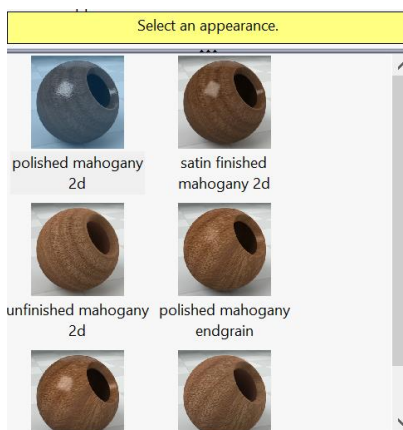 Select an appearance.
polished mahogany
2d
satin finished
mahogany 2d
unfinished mahogany
2d
polished mahogany
endgrain